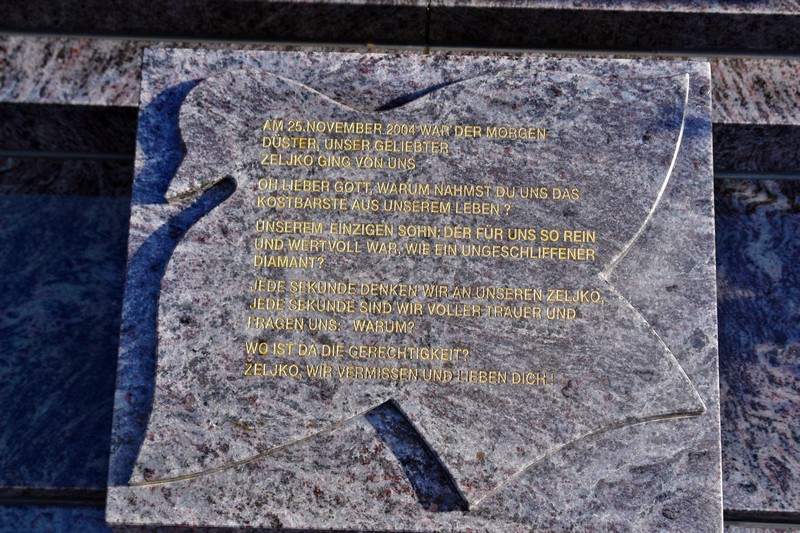 AM 25.NOVEMBER 2004 WAR DER MORGEN
DÜSTER, UNSER GELIEBTER
ZELJKO GING VON UNS
OH LIEBER GOTT, WARUM NAHMST DU UNS DAS
KOSTBARSTE AUS UNSEREM LEBEN ?
UNSEREM EINZIGEN SOHN; DER FÜR UNS SO REIN
UND WERTVOLL WAR, WIE EIN UNGESCHLIFFENER
DIAMANT?
JEDE SEKUNDE DENKEN WIR AN UNSEREN ZELJKO,
JEDE SEKUNDE SIND WIR VOLLER TRAUER UND
FRAGEN UNS: WARUM?
WO IST DA DIE GERECHTIGKEIT?
ZELJKO, WIR VERMISSEN UND LIEBEN DICH !